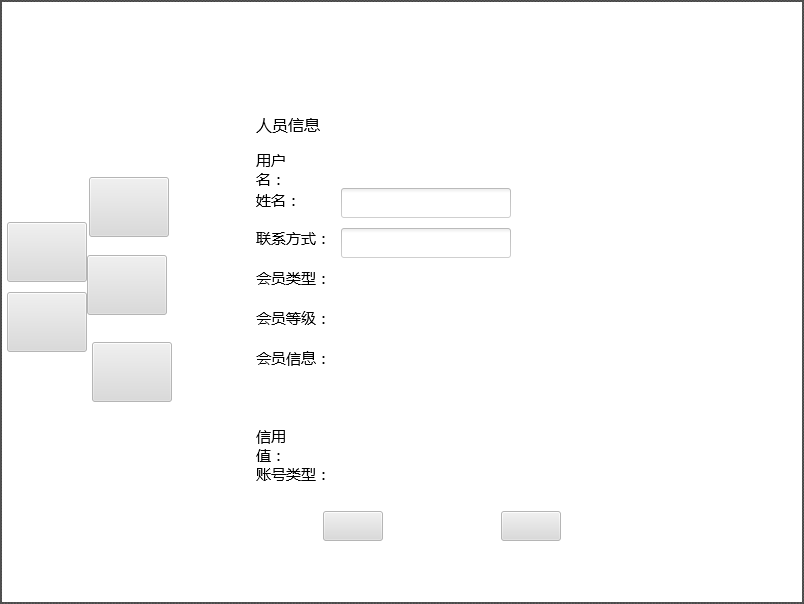 人员信息
用户
名：
姓名：
联系方式：
会员类型：
会员等级：
会员信息：
信用
值：
账号类型：